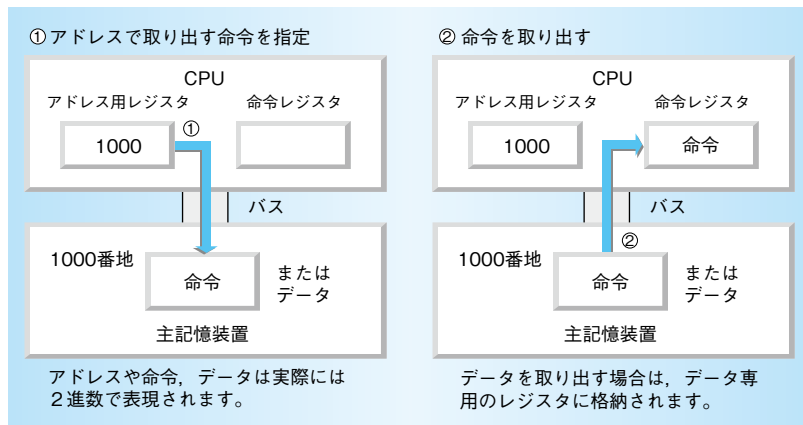 ①アドレスで取り出す命令を指定
CPU
アドレス用レジスタ
命令レジスタ
①
1000
バス
1000番地
命令
または
データ
主記憶装置
アドレスや命令，データは実際には
2進数で表現されます。
②命令を取り出す
CPU
アドレス用レジスタ
命令レジスタ
1000
命令
バス
②
1000番地
命令
または
データ
主記憶装置
データを取り出す場合は，データ専
用のレジスタに格納されます。